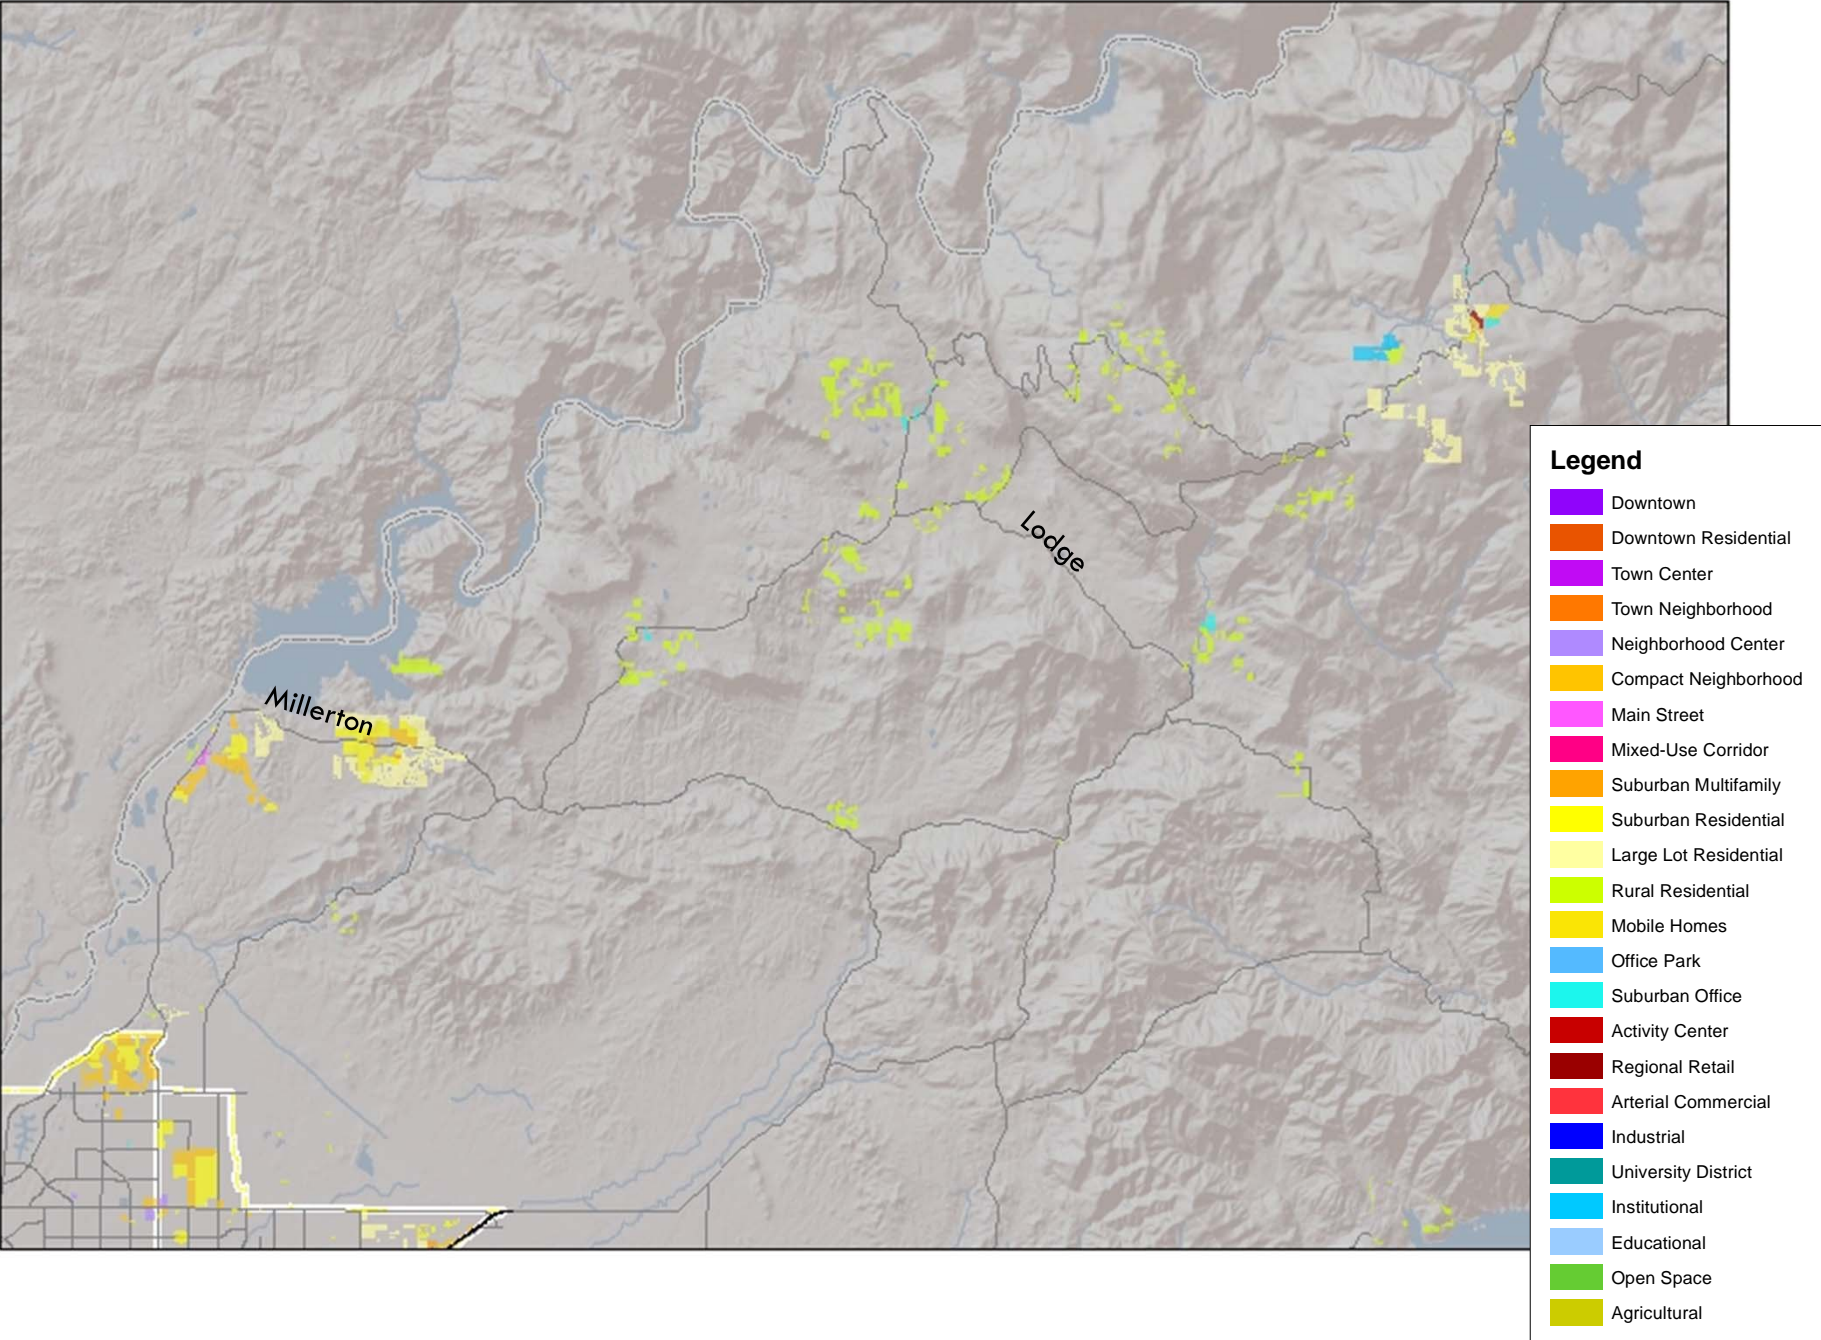 Lodge
Millerton
Legend
Downtown
Downtown Residential
Town Center
Town Neighborhood
Neighborhood Center
Compact Neighborhood
Main Street
Mixed-Use Corridor
Suburban Multifamily
Suburban Residential
Large Lot Residential
Rural Residential
Mobile Homes
Office Park
Suburban Office
Activity Center
Regional Retail
Arterial Commercial
Industrial
University District
Institutional
Educational
Open Space
Agricultural